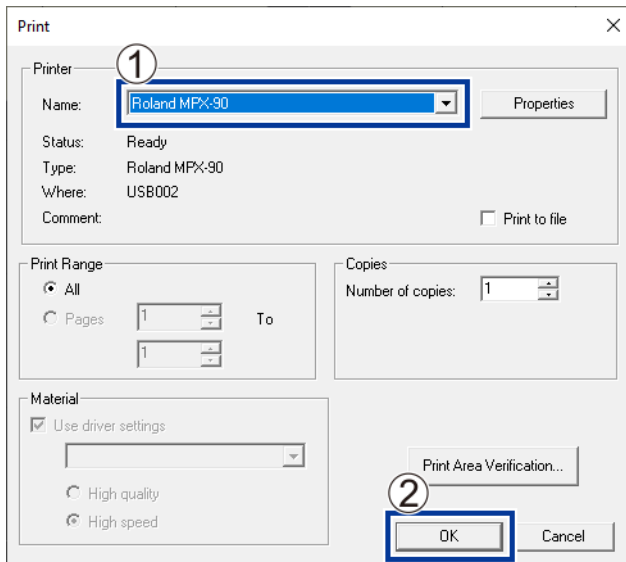 Print
Printer
1
Name:
Roland MPX-90
Properties
Status:
Ready
Type:
Roland MPX-90
Where:
USB002
Comment:
Print to file
Print Range
All
Pages
1
To
1
Copies
Number of copies:
1
Material
Use driver settings
High quality
High speed
Print Area Verification...
2
OK
Cancel